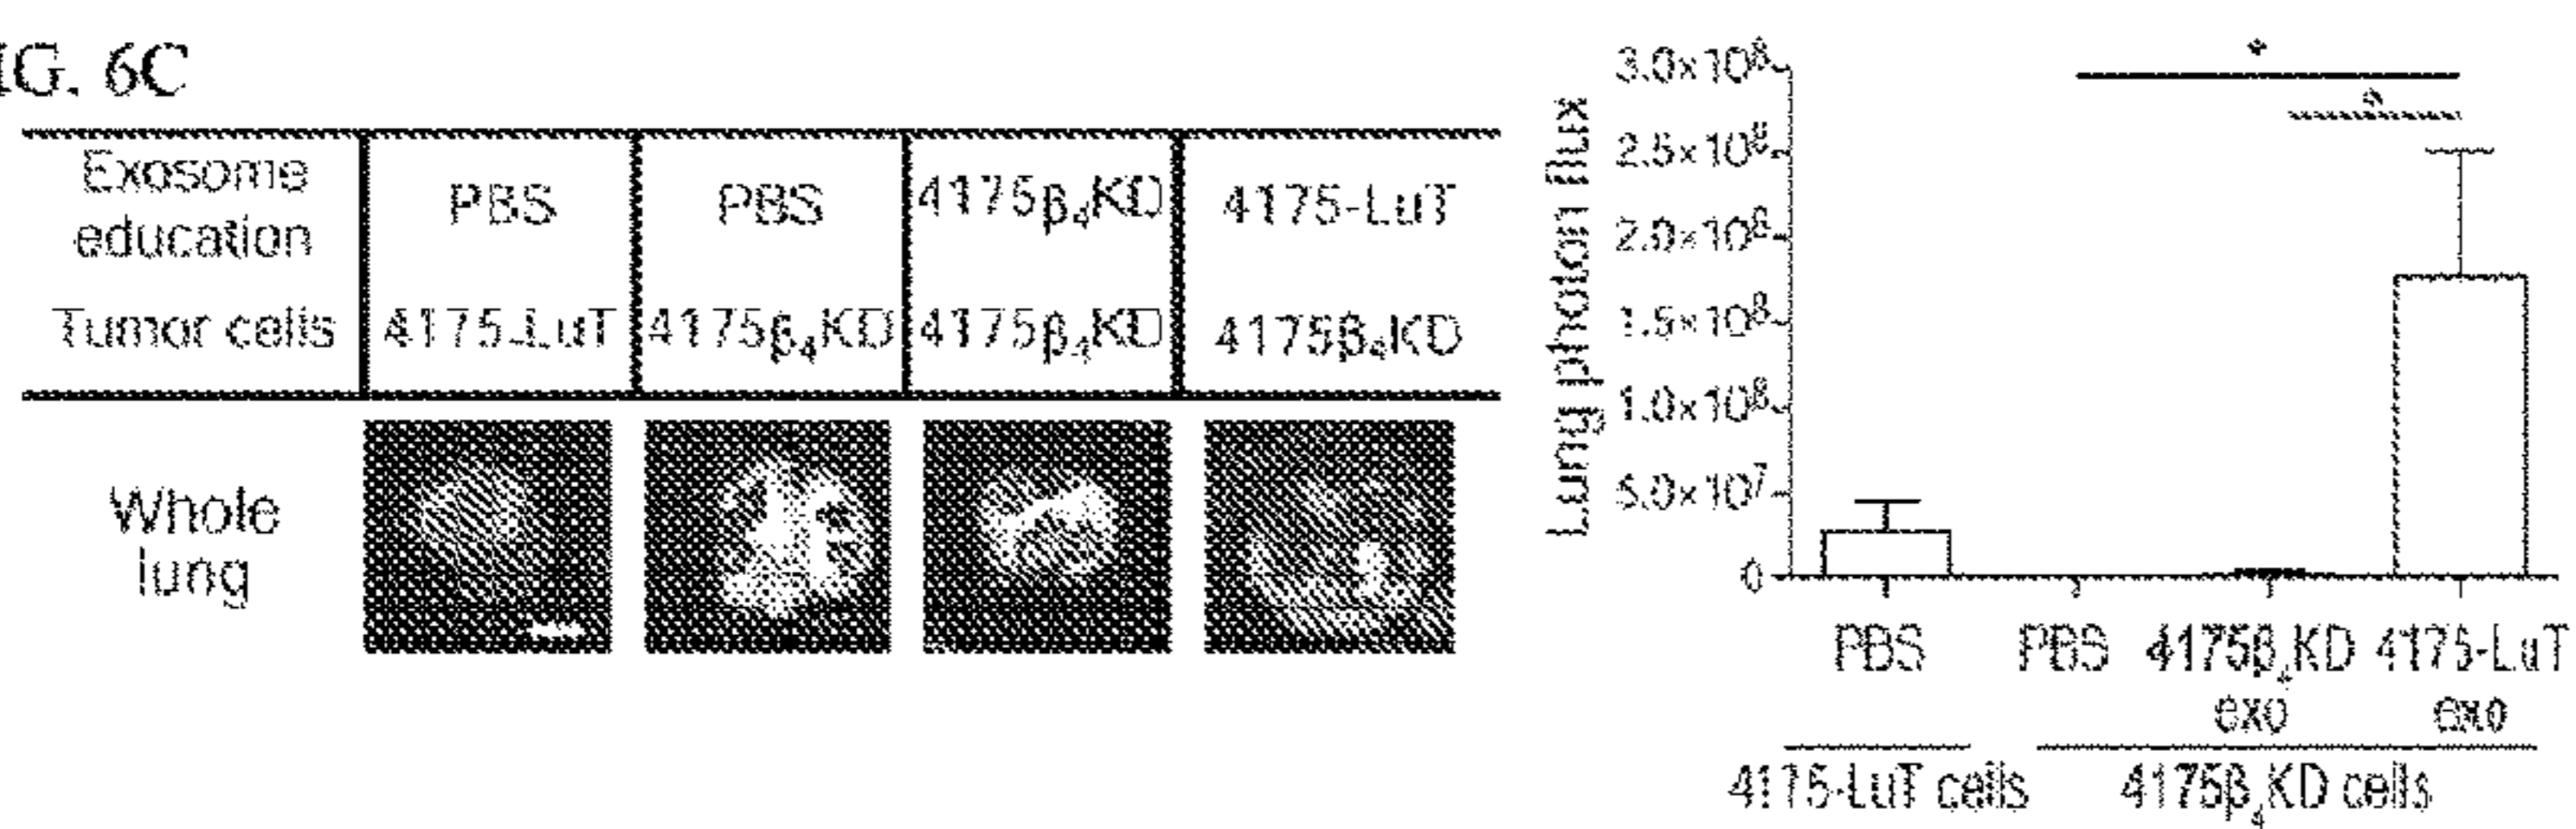 IG. 6C
Exosome education PBS PBS 4175β₄KD 4175-LuT
Tumor cells 4175-LuT 4175β₄KD 4175β₄KD 4175β₄KD
Whole lung
Lung photon flux
3.0×10⁸
2.5×10⁸
2.0×10⁸
1.5×10⁸
1.0×10⁸
5.0×10⁷
0
*
*
PBS PBS 4175β₄KD exo 4175-LuT exo
4175-LuT cells 4175β₄KD cells